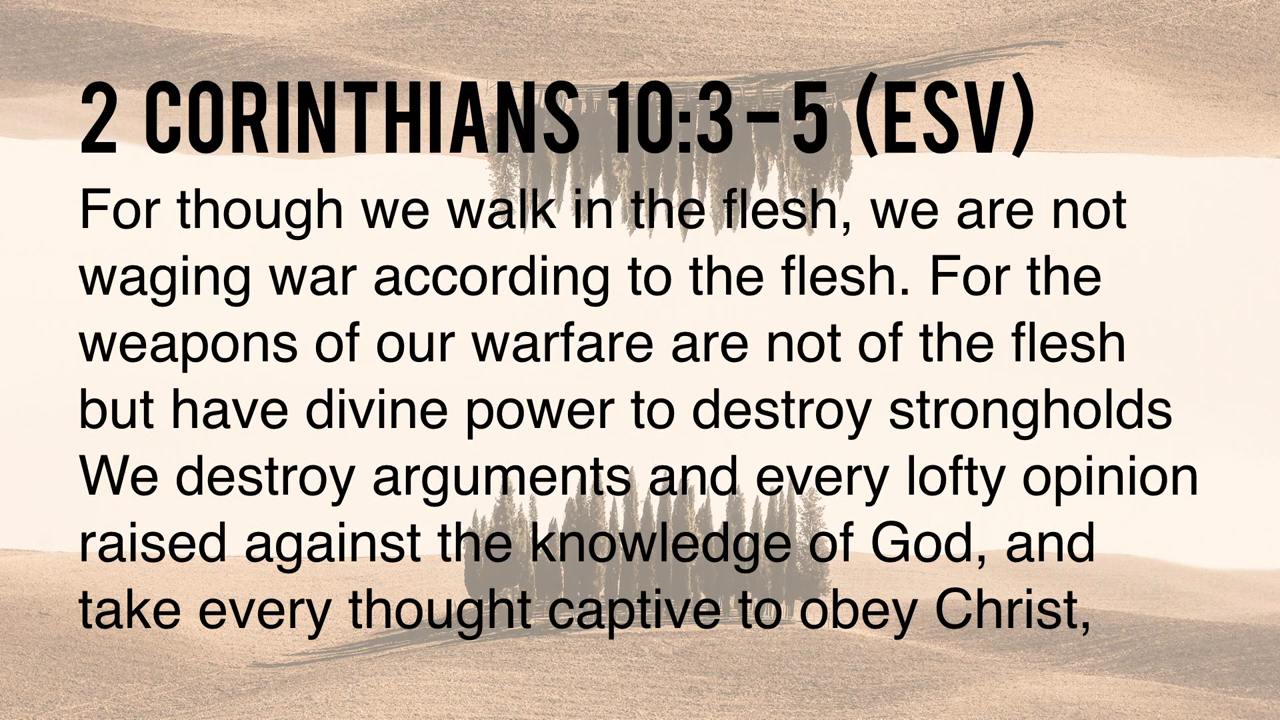 2 CORINTHIANS 10:3–5 (ESV)
For though we walk in the flesh, we are not
waging war according to the flesh. For the
weapons of our warfare are not of the flesh
but have divine power to destroy strongholds
We destroy arguments and every lofty opinion
raised against the knowledge of God, and
take every thought captive to obey Christ,